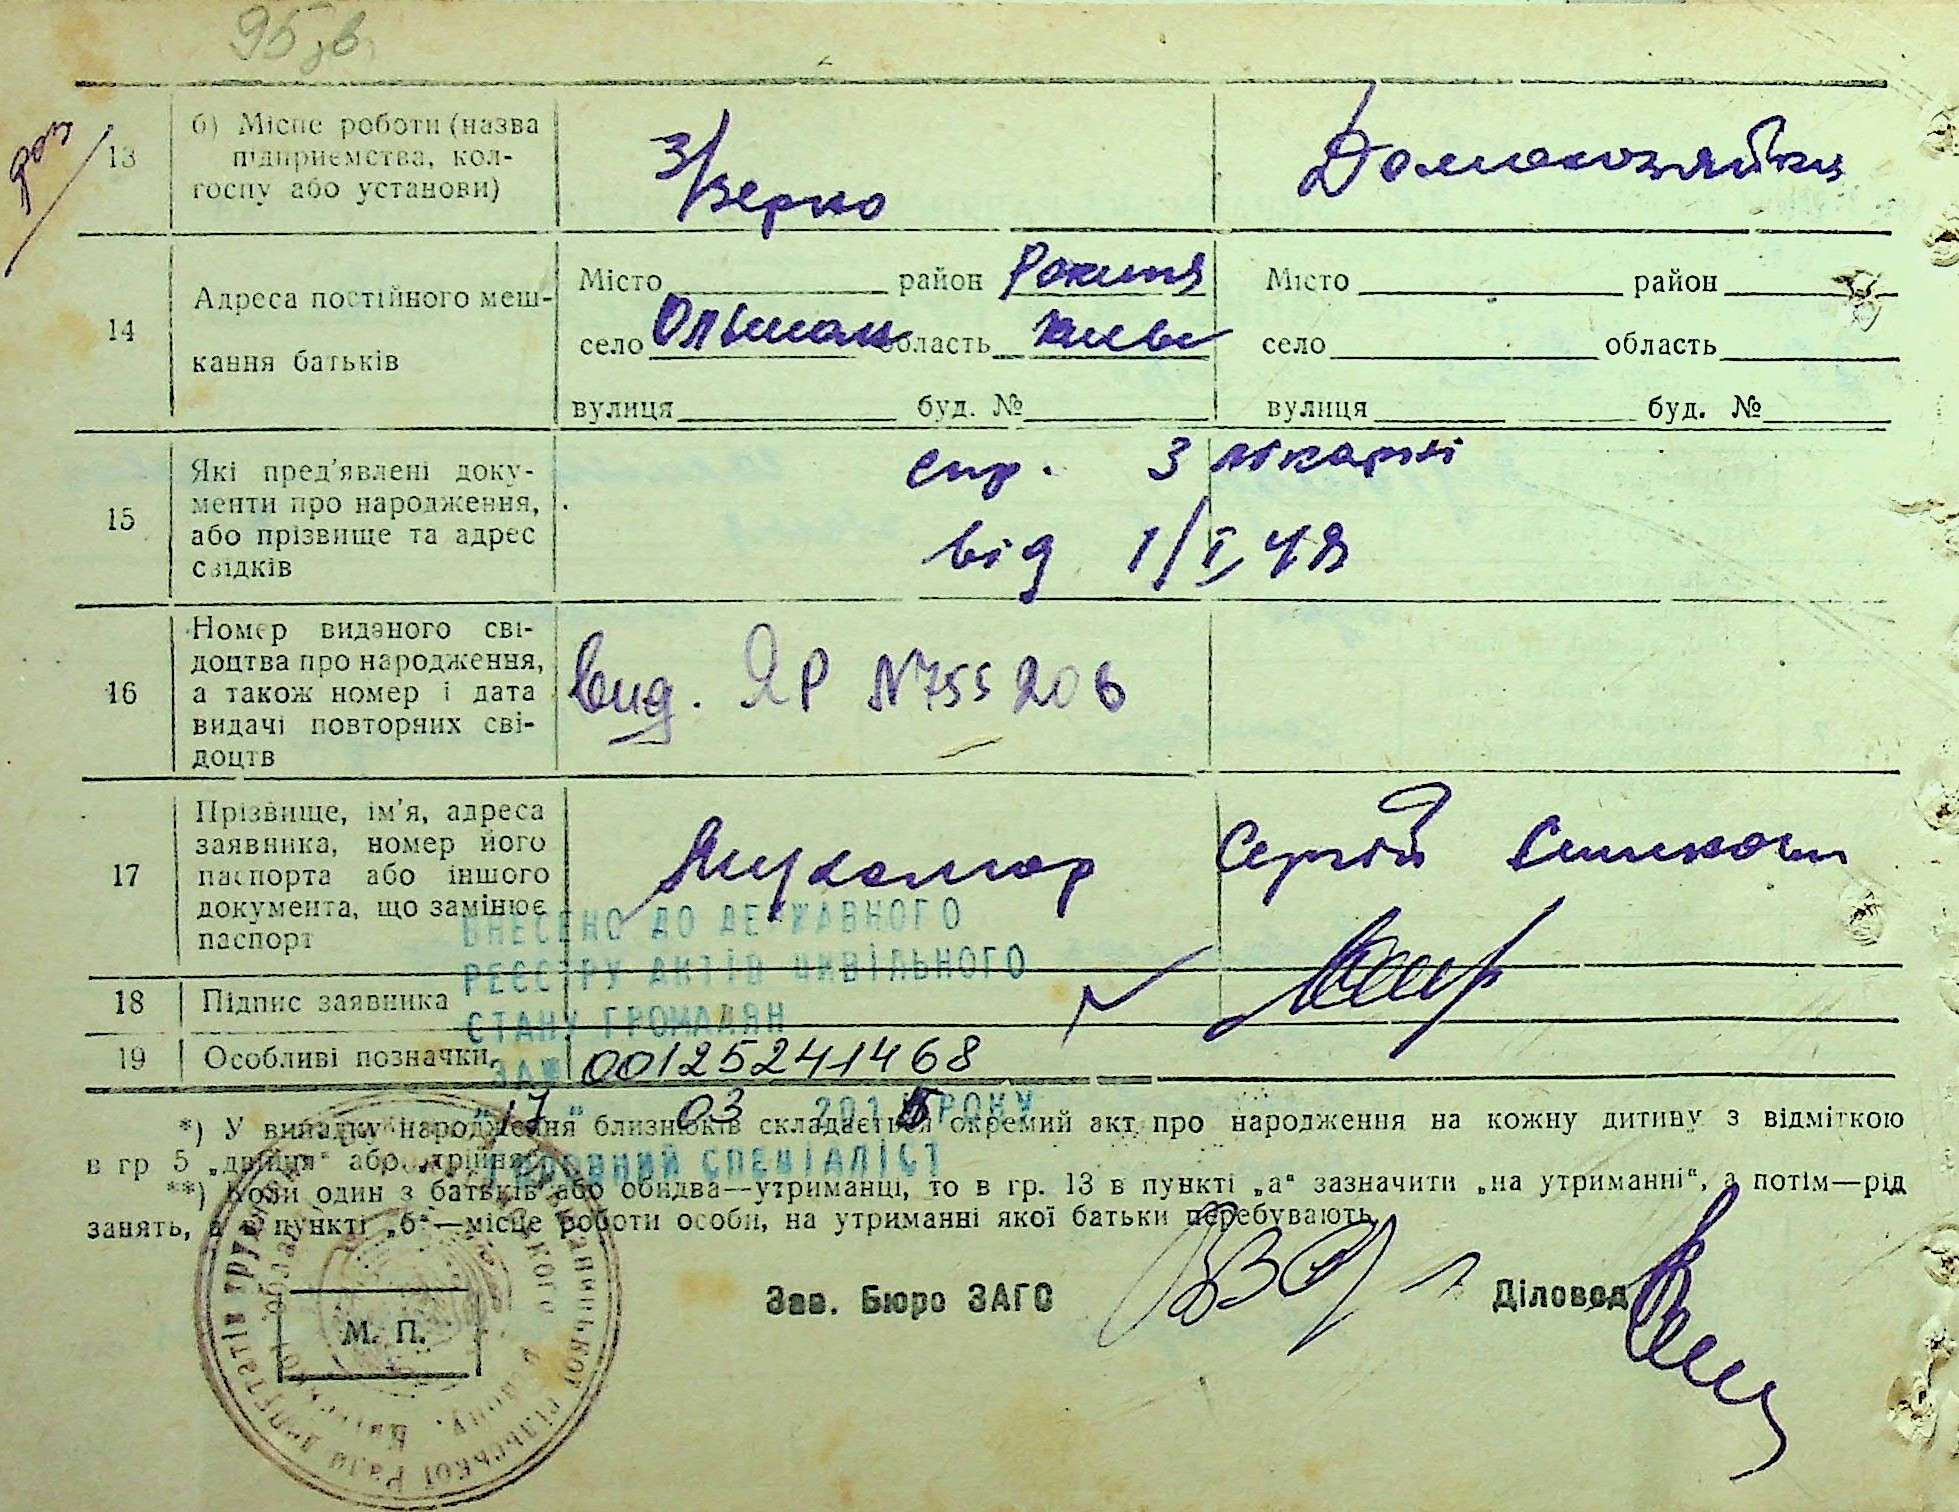 95,в
13 б) Місце роботи (назва
підприємства, кол-
госпу або установи)
З/Зерно Домохозяйка
14 Адреса постійного меш-
кання батьків
Місто район Рокитн Місто район
село Ольшан область Київ село область
вулиця буд. № вулиця буд. №
15 Які пред'явлені доку-
менти про народження,
або прізвище та адрес
свідків
спр. з лікарні
від 1/I 49
16 Номер виданого сві-
доцтва про народження,
а також номер і дата
видачі повторних сві-
доцтв
вид. ЯР №755206
17 Прізвище, ім'я, адреса
заявника, номер його
паспорта або іншого
документа, що замінює
паспорт
Сергій
ВНЕСЕНО ДО ДЕРЖАВНОГО
РЕЄСТРУ АКТІВ ЦИВІЛЬНОГО
СТАНУ ГРОМАДЯН
18 Підпис заявника
19 Особливі позначки
ЗА № 00125241468
"17" 03 2015 РОКУ
ГОЛОВНИЙ СПЕЦІАЛІСТ
*) У випадку народження близнюків складається окремий акт про народження на кожну дитину з відміткою
в гр 5 „двійня“ або „трійня“
**) Коли один з батьків або обидва—утриманці, то в гр. 13 в пункті „а“ зазначити „на утриманні“, а потім—рід
занять, а в пункті „б“—місце роботи особи, на утриманні якої батьки перебувають.
Зав. Бюро ЗАГС Діловод
М. П.